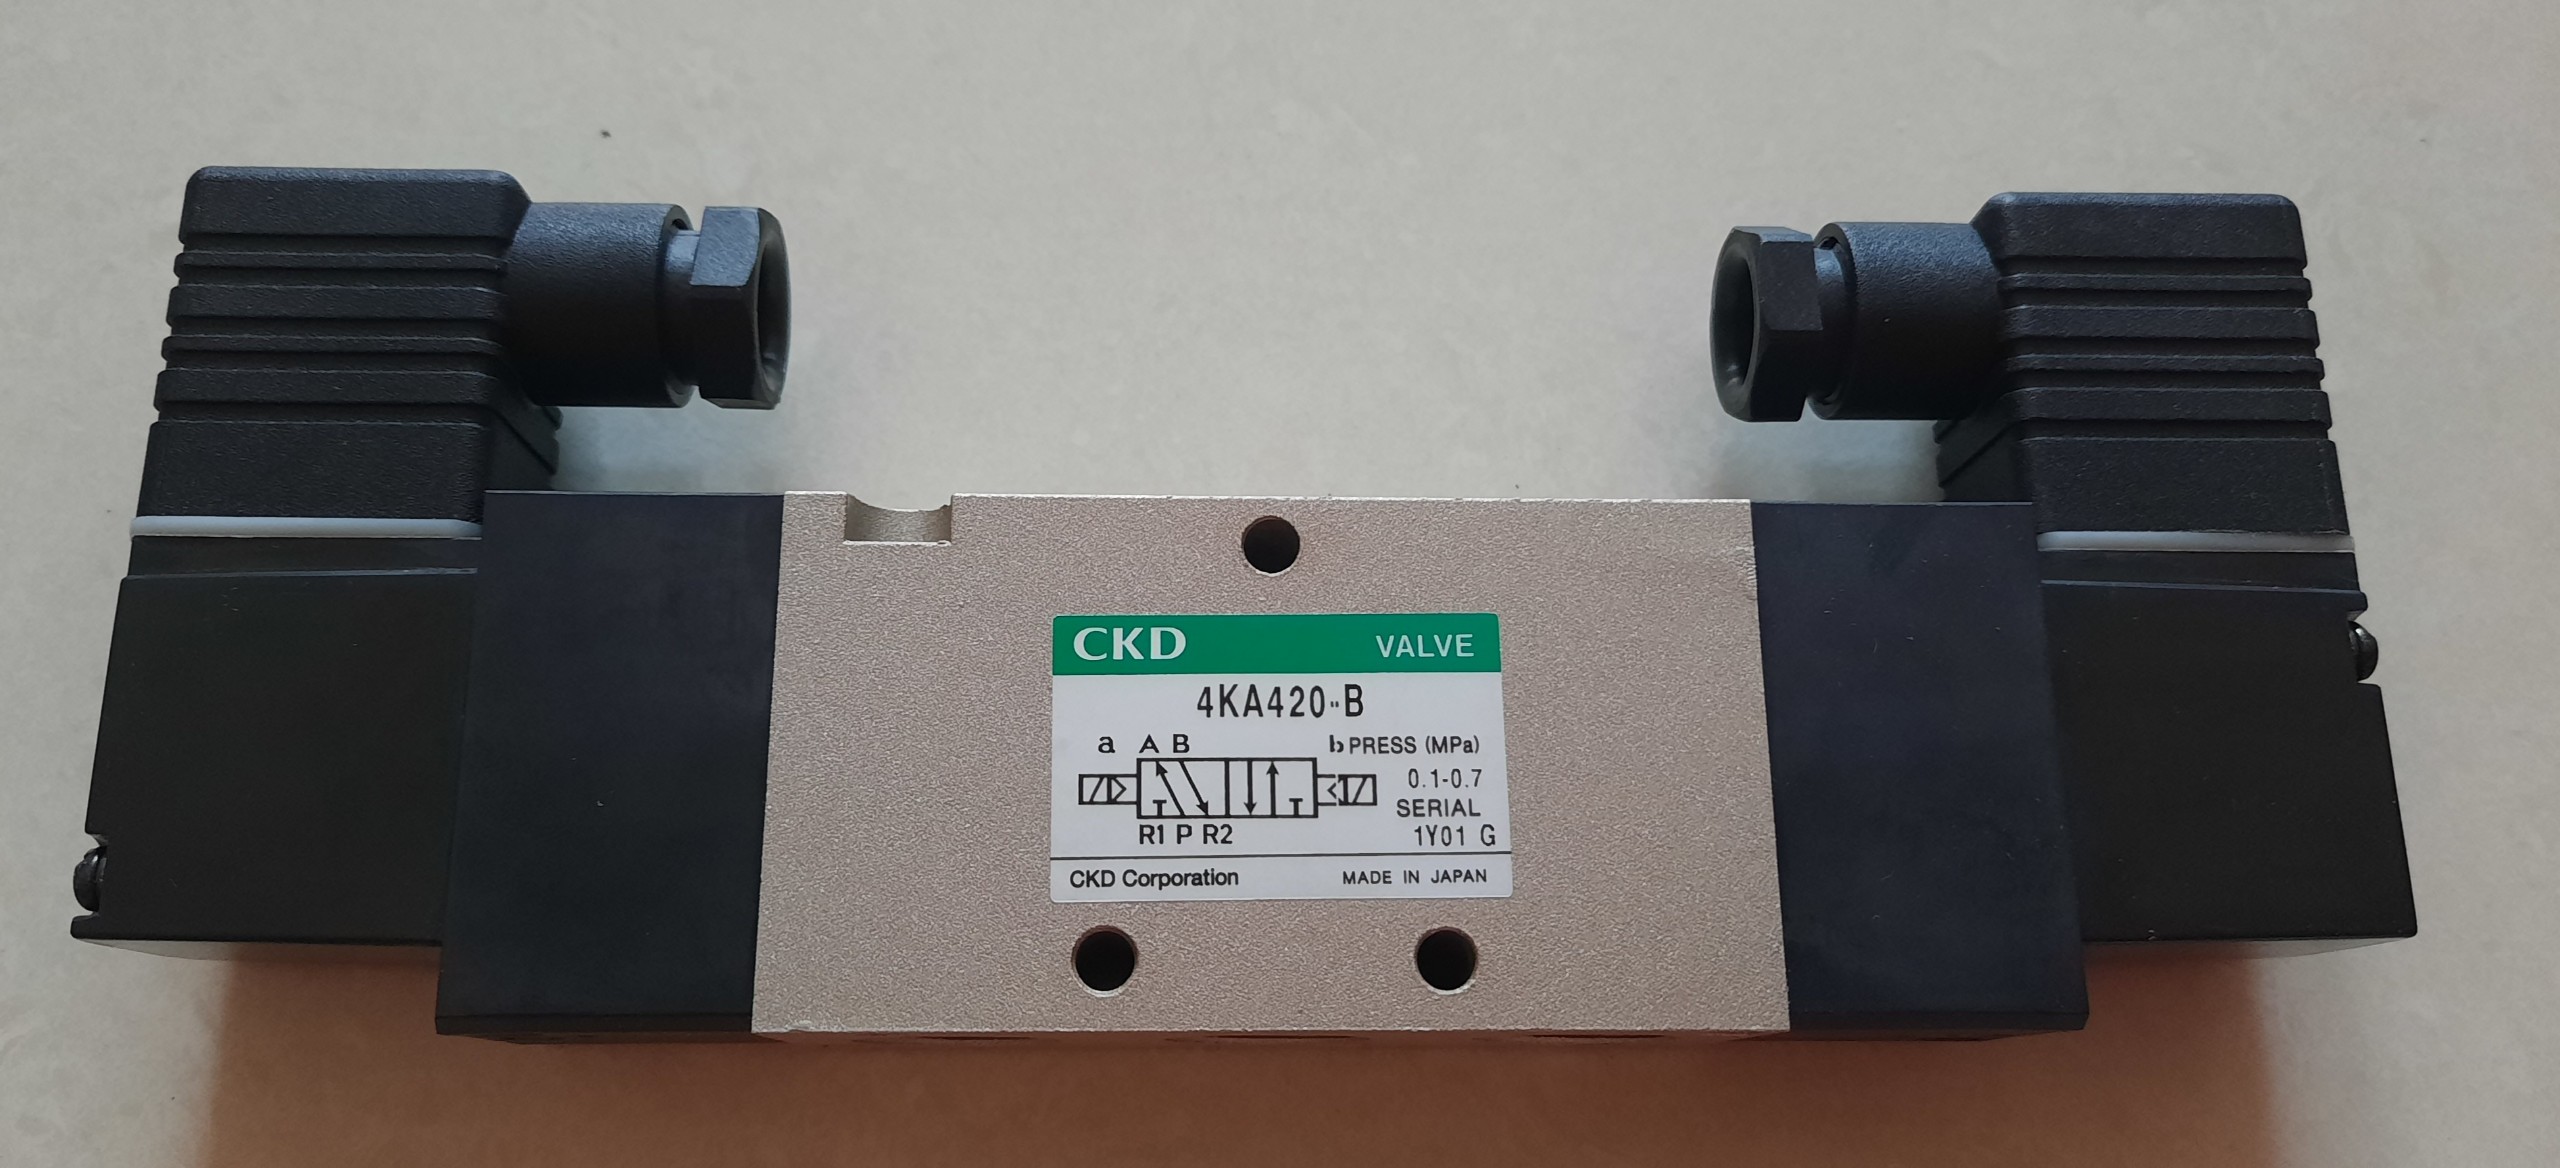 CKD VALVE
4KA420-B
a A B b PRESS (MPa)
0.1-0.7
SERIAL
R1 P R2 1Y01 G
CKD Corporation MADE IN JAPAN